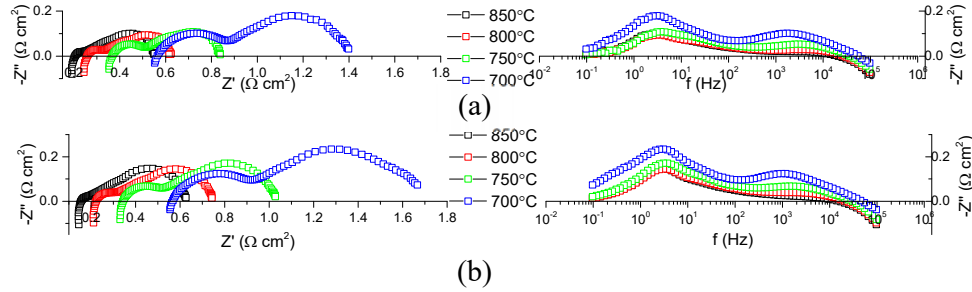 0.2
0.0
-Z" (Ω cm²)
0.2 0.4 0.6 0.8 1.0 1.2 1.4 1.6
Z' (Ω cm²)
850°C
800°C
750°C
700°C
10⁻² 10⁻¹ 10⁰ 10¹ 10² 10³ 10⁴ 10⁵ 10⁶
f (Hz)
0.2
0.0
-Z" (Ω cm²)
(a)
0.2
0.0
-Z" (Ω cm²)
0.2 0.4 0.6 0.8 1.0 1.2 1.4 1.6 1.8
Z' (Ω cm²)
850°C
800°C
750°C
700°C
10⁻² 10⁻¹ 10⁰ 10¹ 10² 10³ 10⁴ 10⁵ 10⁶
f (Hz)
0.2
0.0
-Z" (Ω cm²)
(b)